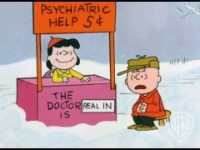 PSYCHIATRIC
HELP 5¢
THE
DOCTOR
IS REAL IN